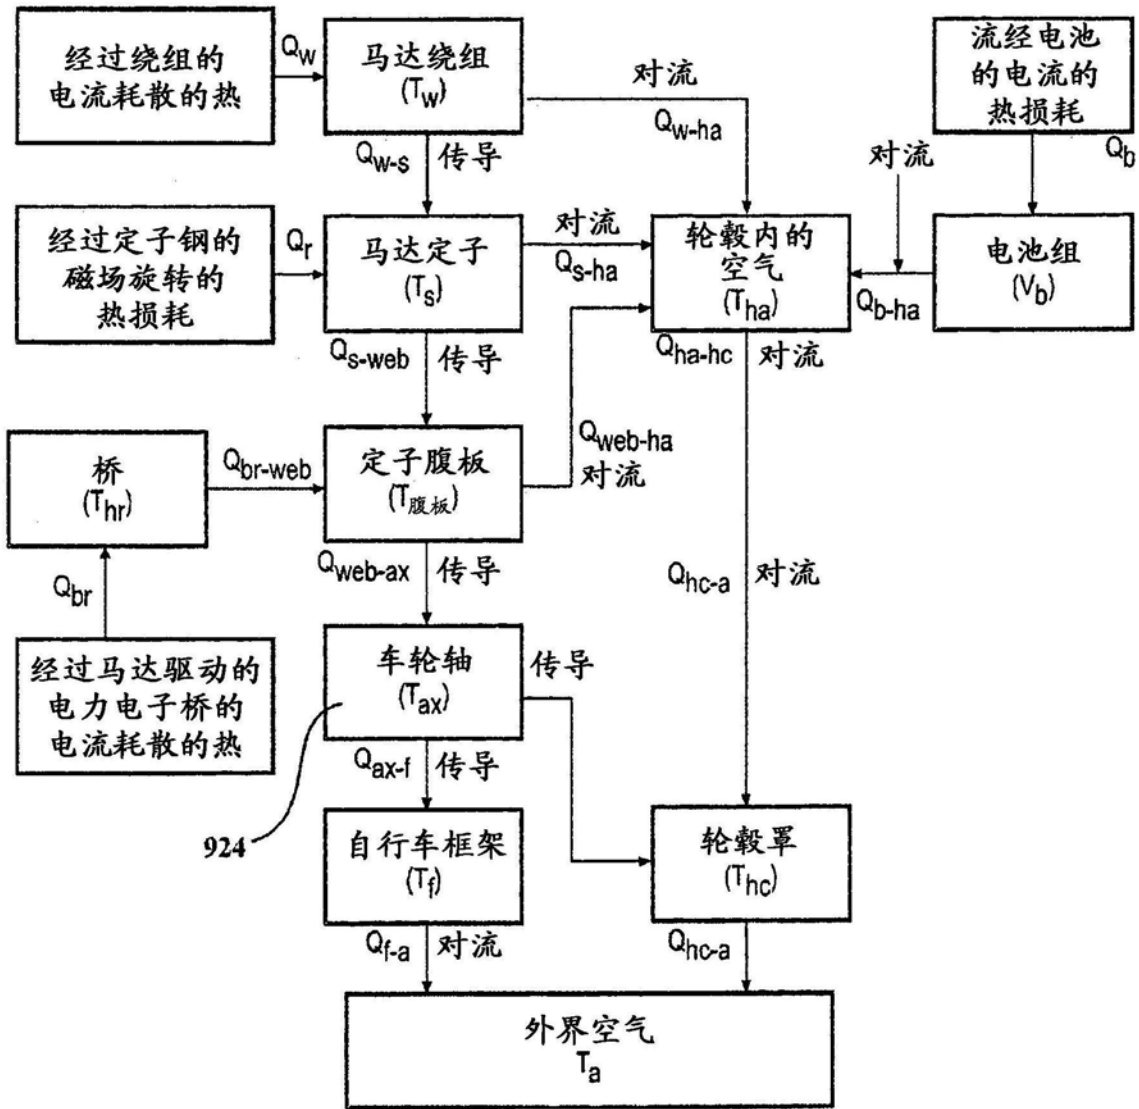 经过绕组的
电流耗散的热
Qw
马达绕组
(Tw)
对流
Qw-ha
流经电池
的电流的
热损耗
Qb
Qw-s 传导
对流
经过定子钢的
磁场旋转的
热损耗
Qr
马达定子
(Ts)
对流
Qs-ha
轮毂内的
空气
(Tha)
Qb-ha
电池组
(Vb)
Qs-web 传导
Qha-hc 对流
桥
(Thr)
Qbr-web
定子腹板
(T腹板)
Qweb-ha
对流
Qbr
Qweb-ax 传导
Qhc-a 对流
经过马达驱动的
电力电子桥的
电流耗散的热
车轮轴
(Tax)
传导
924
Qax-f 传导
自行车框架
(Tf)
轮毂罩
(Thc)
Qf-a 对流
Qhc-a
外界空气
Ta